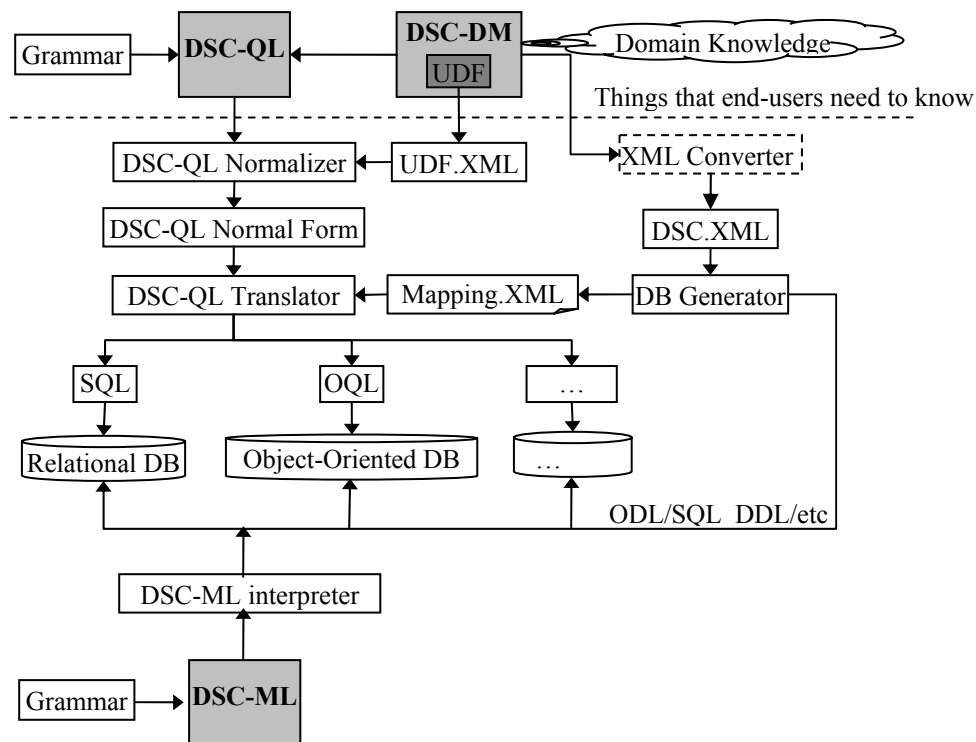 Grammar
DSC-QL
DSC-DM
UDF
Domain Knowledge
Things that end-users need to know
DSC-QL Normalizer
UDF.XML
XML Converter
DSC-QL Normal Form
DSC.XML
DSC-QL Translator
Mapping.XML
DB Generator
SQL
OQL
…
Relational DB
Object-Oriented DB
…
ODL/SQL DDL/etc
DSC-ML interpreter
Grammar
DSC-ML